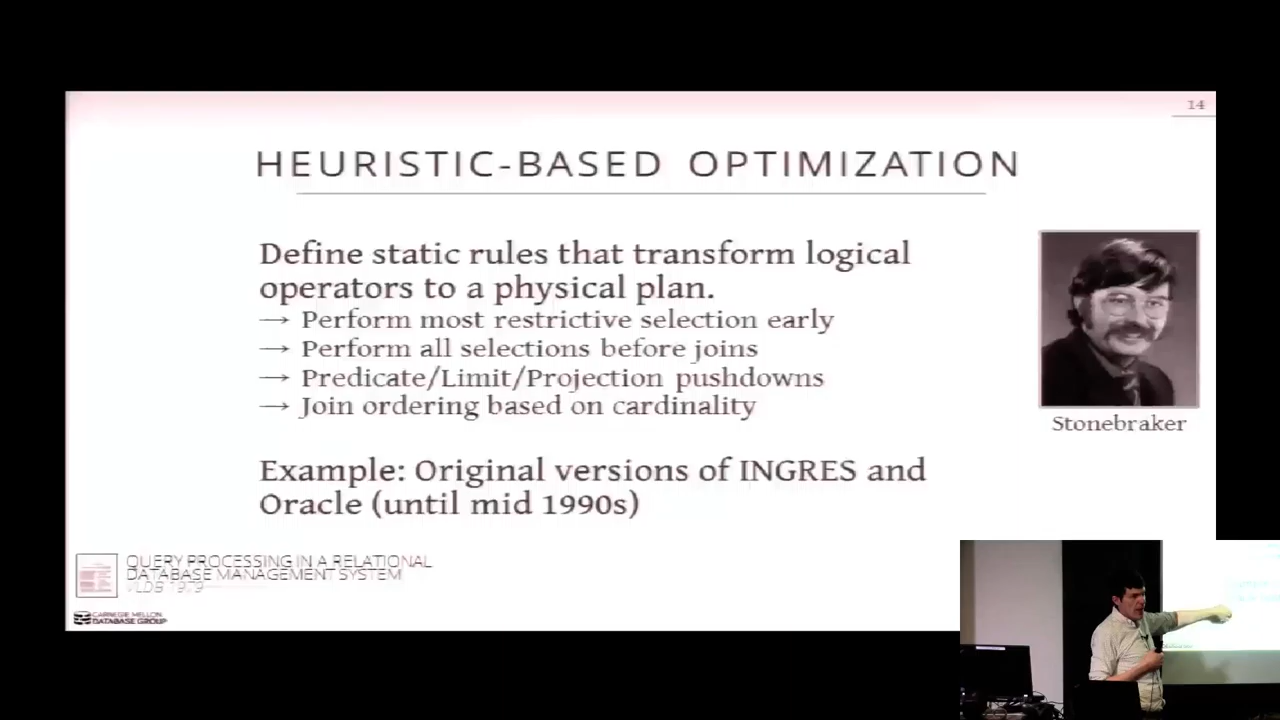 14
HEURISTIC-BASED OPTIMIZATION
Define static rules that transform logical
operators to a physical plan.
→ Perform most restrictive selection early
→ Perform all selections before joins
→ Predicate/Limit/Projection pushdowns
→ Join ordering based on cardinality
Stonebraker
Example: Original versions of INGRES and
Oracle (until mid 1990s)
QUERY PROCESSING IN A RELATIONAL
DATABASE MANAGEMENT SYSTEM
VLDB 1979
CARNEGIE MELLON
DATABASE GROUP